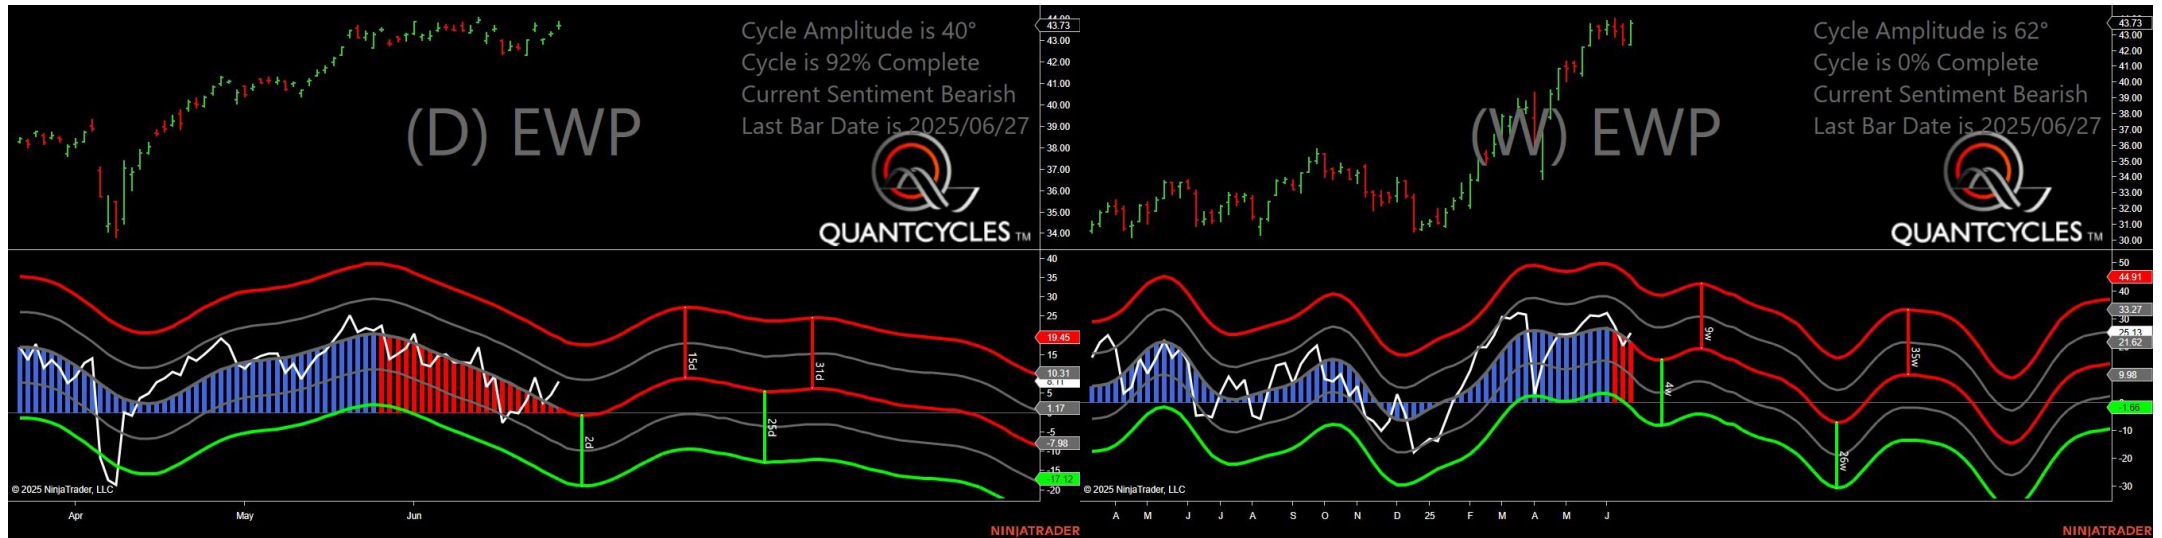 Cycle Amplitude is 40°
Cycle is 92% Complete
Current Sentiment Bearish
Last Bar Date is 2025/06/27
(D) EWP
QUANTCYCLES TM
44.00
43.73
43.00
42.00
41.00
40.00
39.00
38.00
37.00
36.00
35.00
34.00
40
35
30
25
19.45
15
10.31
8.11
5
1.17
-5
-7.98
-10
-15
-17.12
-20
15d
31d
2d
25d
© 2025 NinjaTrader, LLC
Apr May Jun
NINJATRADER
Cycle Amplitude is 62°
Cycle is 0% Complete
Current Sentiment Bearish
Last Bar Date is 2025/06/27
(W) EWP
QUANTCYCLES TM
43.73
43.00
42.00
41.00
40.00
39.00
38.00
37.00
36.00
35.00
34.00
33.00
32.00
31.00
30.00
50
44.91
40
33.27
30
25.13
21.62
9.98
0
-1.66
-10
-20
-30
9w
35w
4w
26w
© 2025 NinjaTrader, LLC
A M J J A S O N D 25 F M A M J
NINJATRADER